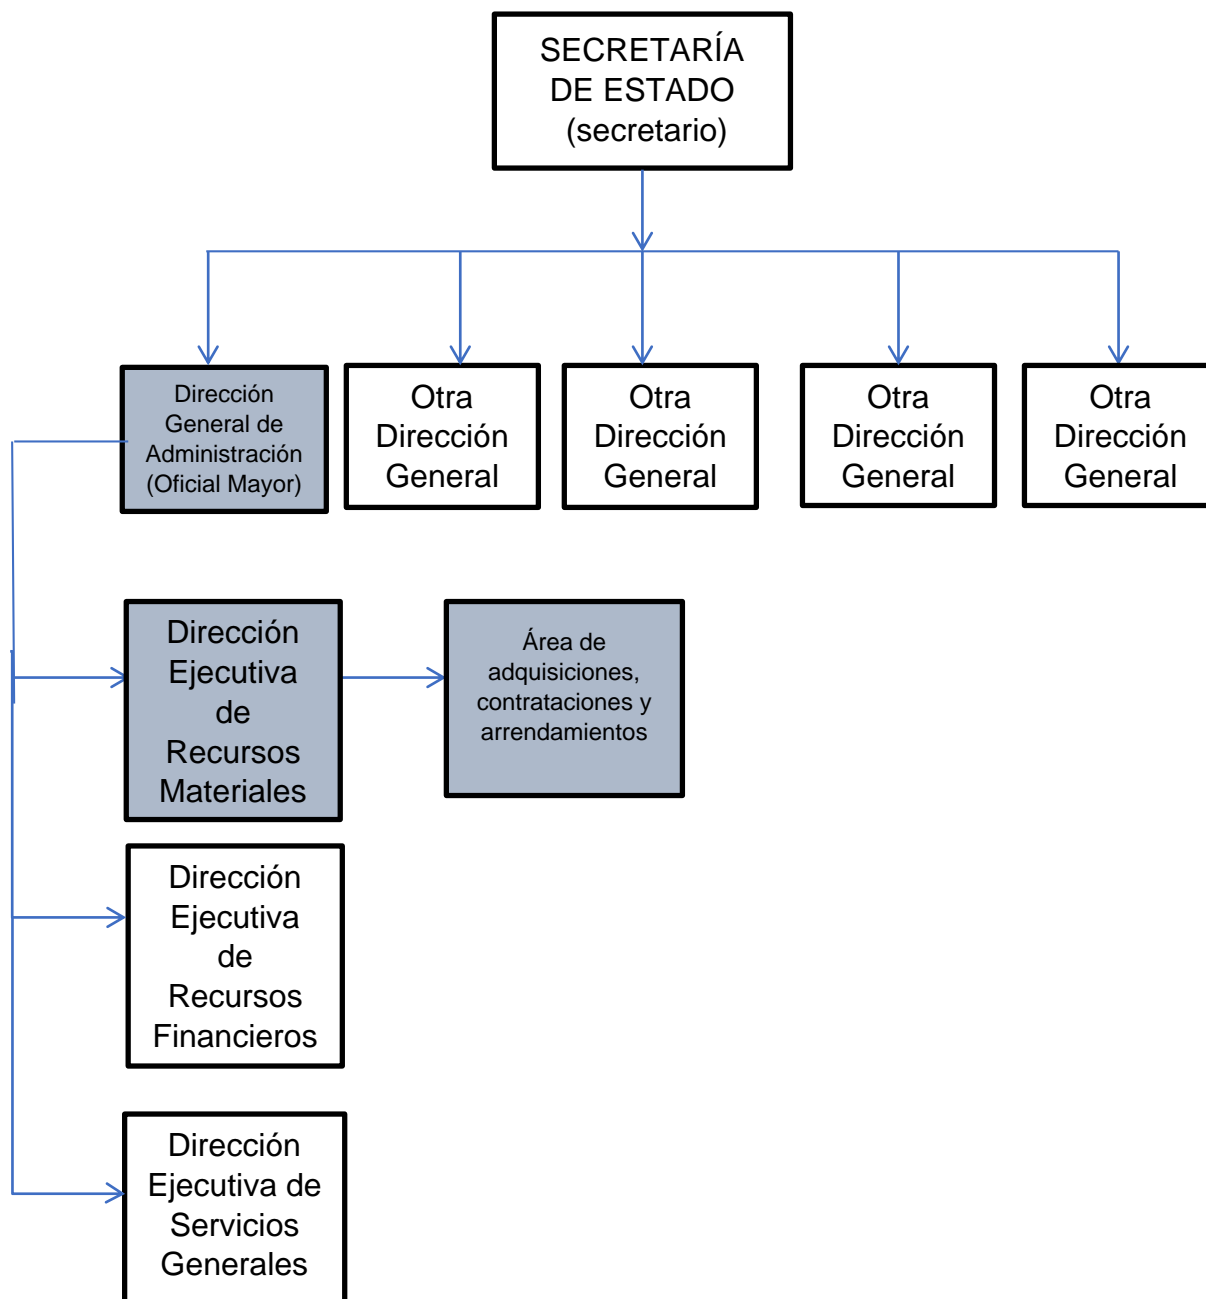 SECRETARÍA
DE ESTADO
(secretario)
Dirección
General de
Administración
(Oficial Mayor)
Otra
Dirección
General
Otra
Dirección
General
Otra
Dirección
General
Otra
Dirección
General
Dirección
Ejecutiva
de
Recursos
Materiales
Área de
adquisiciones,
contrataciones y
arrendamientos
Dirección
Ejecutiva
de
Recursos
Financieros
Dirección
Ejecutiva de
Servicios
Generales